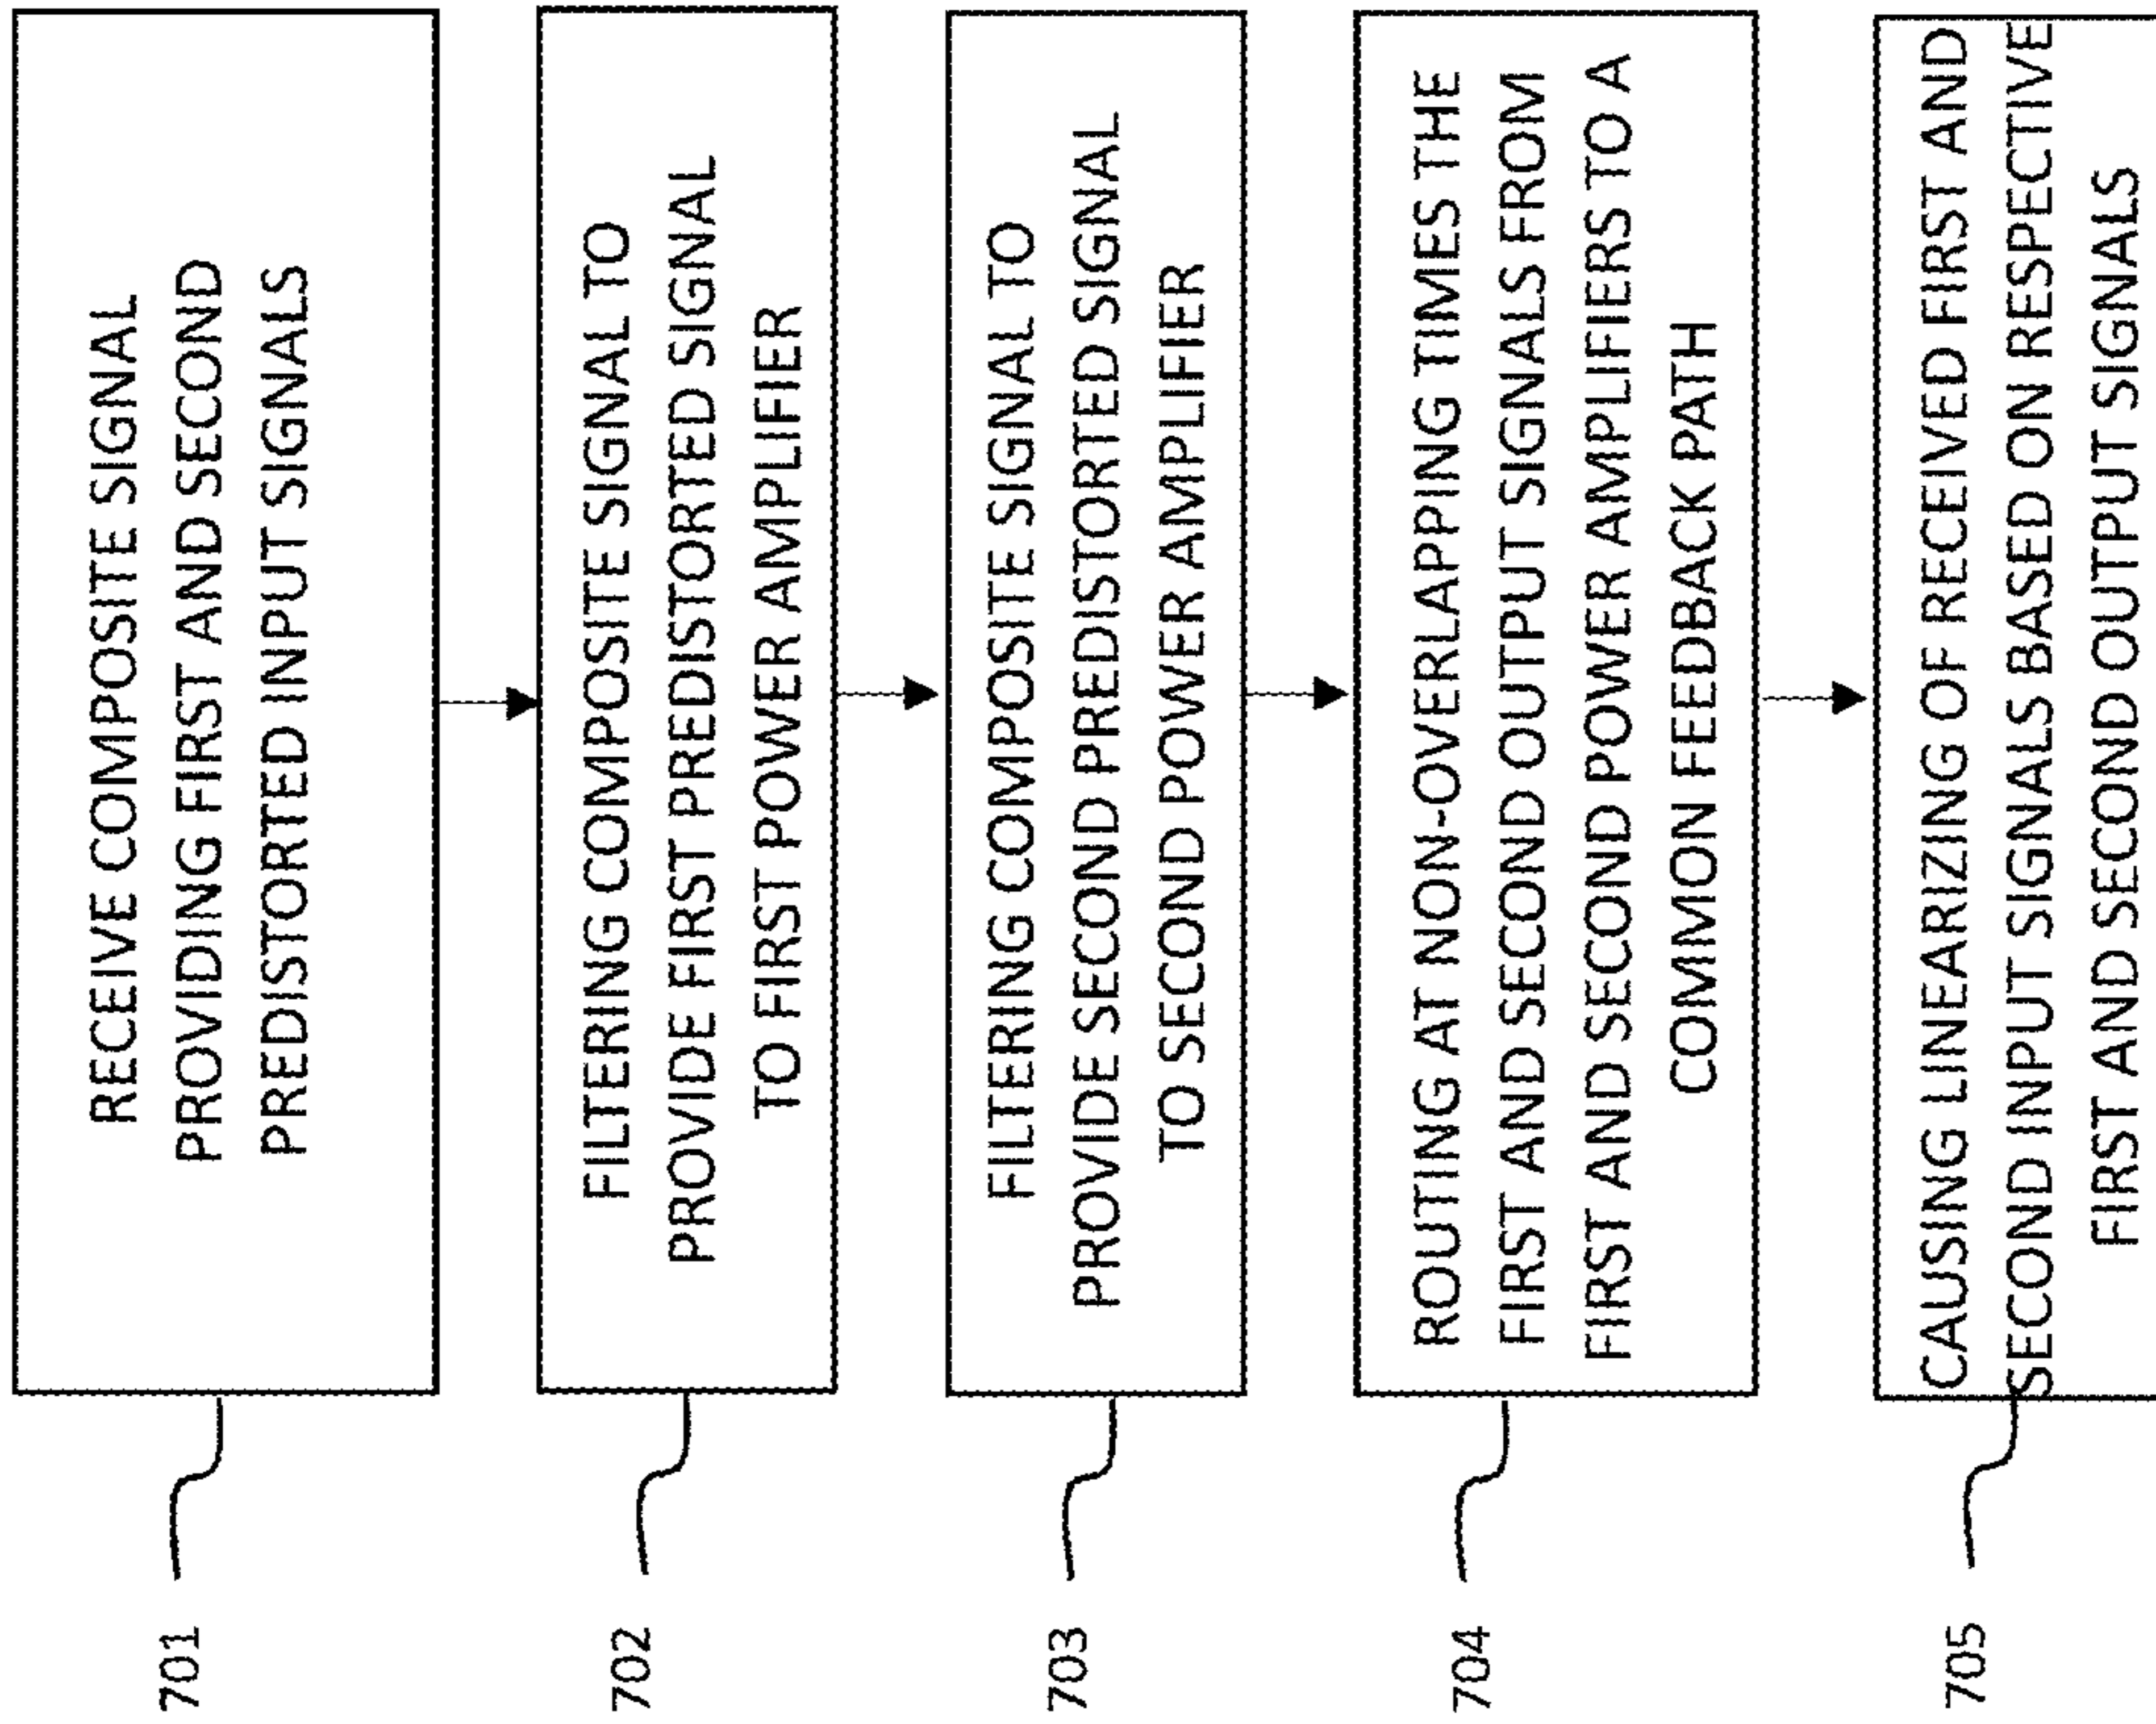 701
RECEIVE COMPOSITE SIGNAL
PROVIDING FIRST AND SECOND
PREDISTORTED INPUT SIGNALS
702
FILTERING COMPOSITE SIGNAL TO
PROVIDE FIRST PREDISTORTED SIGNAL
TO FIRST POWER AMPLIFIER
703
FILTERING COMPOSITE SIGNAL TO
PROVIDE SECOND PREDISTORTED SIGNAL
TO SECOND POWER AMPLIFIER
704
ROUTING AT NON-OVERLAPPING TIMES THE
FIRST AND SECOND OUTPUT SIGNALS FROM
FIRST AND SECOND POWER AMPLIFIERS TO A
COMMON FEEDBACK PATH
705
CAUSING LINEARIZING OF RECEIVED FIRST AND
SECOND INPUT SIGNALS BASED ON RESPECTIVE
FIRST AND SECOND OUTPUT SIGNALS